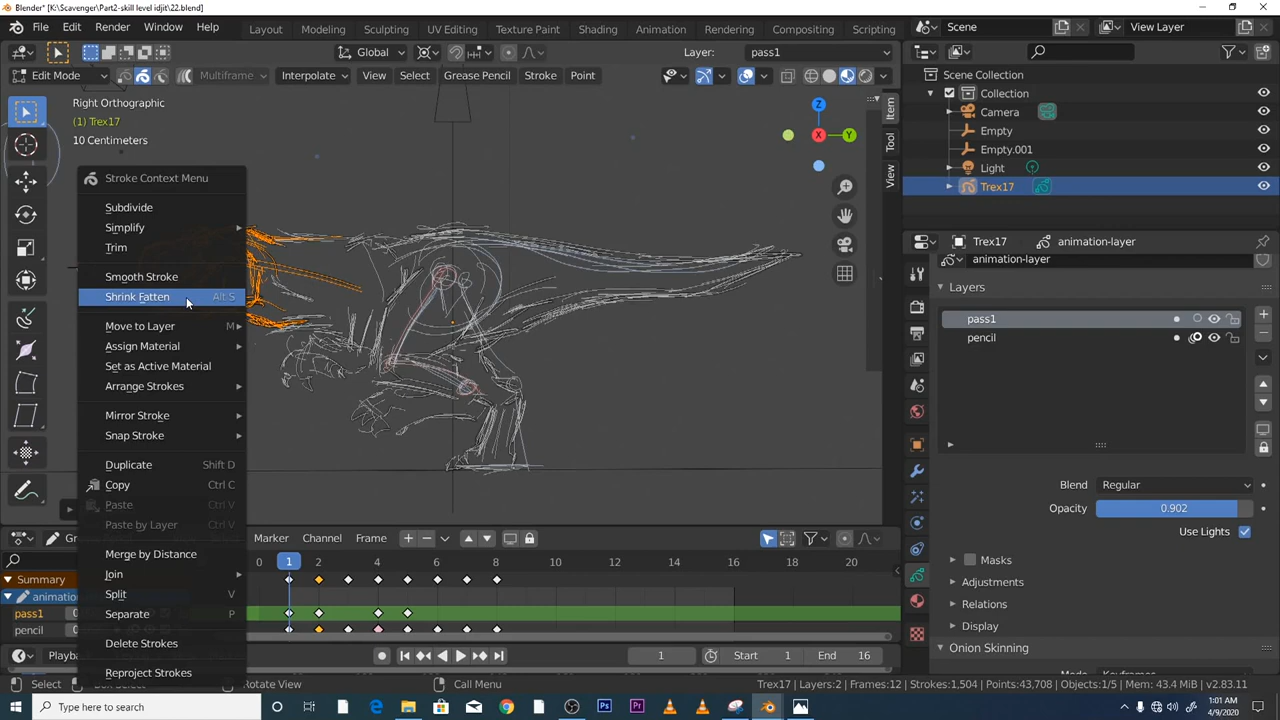 Blender* [K:\Scavenger\Part2-skill level idjit\22.blend]
File Edit Render Window Help Layout Modeling Sculpting UV Editing Texture Paint Shading Animation Rendering Compositing Scripting
Scene View Layer
Global Layer: pass1
Edit Mode Multiframe Interpolate View Select Grease Pencil Stroke Point
Right Orthographic
(1) Trex17
10 Centimeters
Z
X Y
Item
Tool
View
Stroke Context Menu
Subdivide
Simplify
Trim
Smooth Stroke
Shrink Fatten Alt S
Move to Layer M
Assign Material
Set as Active Material
Arrange Strokes
Mirror Stroke
Snap Stroke
Duplicate Shift D
Copy Ctrl C
Paste Ctrl V
Paste by Layer Ctrl V
Merge by Distance
Join
Split V
Separate P
Delete Strokes
Reproject Strokes
Scene Collection
Collection
Camera
Empty
Empty.001
Light
Trex17
Trex17 animation-layer
animation-layer
Layers
pass1
pencil
Blend Regular
Opacity 0.902
Use Lights
Masks
Adjustments
Relations
Display
Onion Skinning
Marker Channel Frame
0 1 2 4 6 8 10 12 14 16 18 20
Summary
pass1
pencil
1 Start 1 End 16
Select Rotate View Call Menu Trex17 | Layers:2 | Frames:12 | Strokes:1,504 | Points:43,708 | Objects:1/5 | Mem: 43.4 MiB | v2.83.11
Type here to search
1:01 AM
4/9/2020